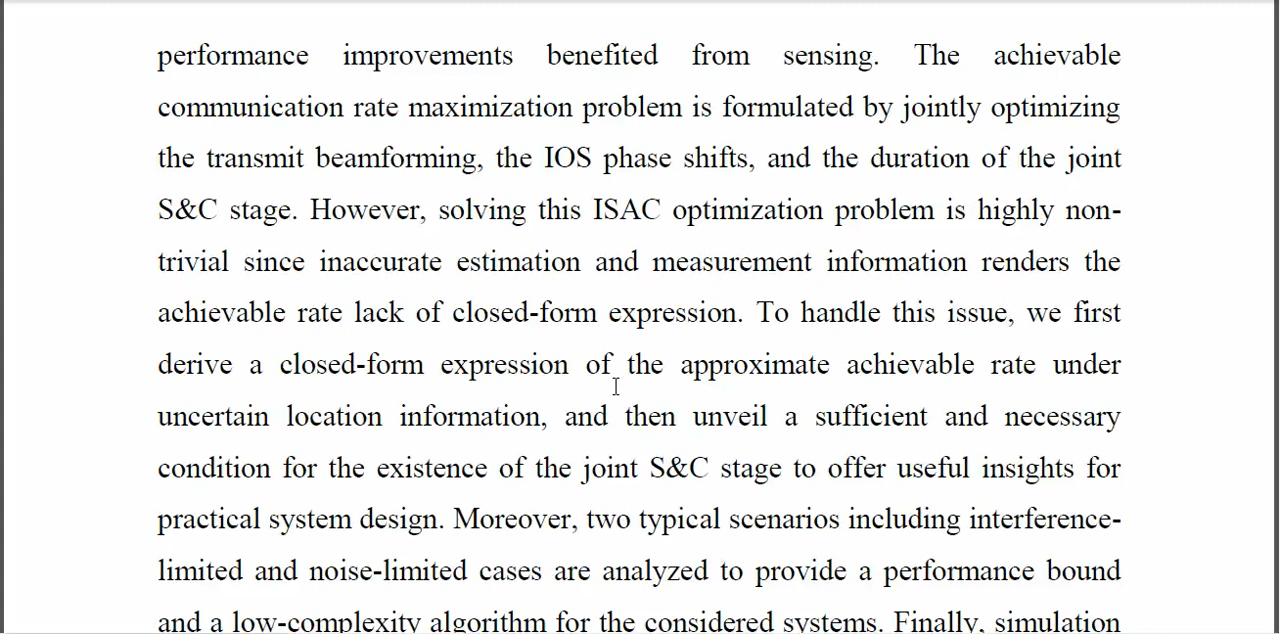 performance improvements benefited from sensing. The achievable
communication rate maximization problem is formulated by jointly optimizing
the transmit beamforming, the IOS phase shifts, and the duration of the joint
S&C stage. However, solving this ISAC optimization problem is highly non-
trivial since inaccurate estimation and measurement information renders the
achievable rate lack of closed-form expression. To handle this issue, we first
derive a closed-form expression of the approximate achievable rate under
uncertain location information, and then unveil a sufficient and necessary
condition for the existence of the joint S&C stage to offer useful insights for
practical system design. Moreover, two typical scenarios including interference-
limited and noise-limited cases are analyzed to provide a performance bound
and a low-complexity algorithm for the considered systems. Finally, simulation